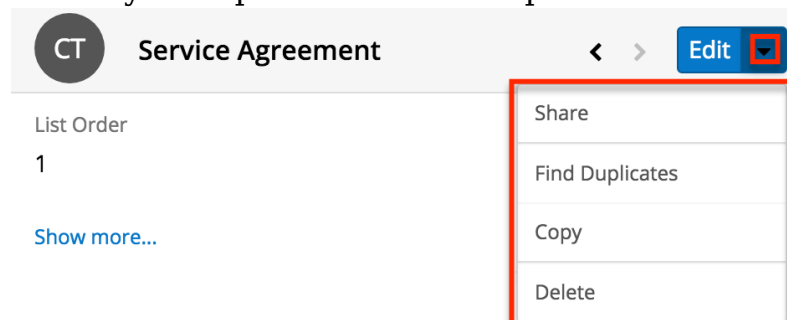 CT Service Agreement Edit
List Order
1
Show more...
Share
Find Duplicates
Copy
Delete